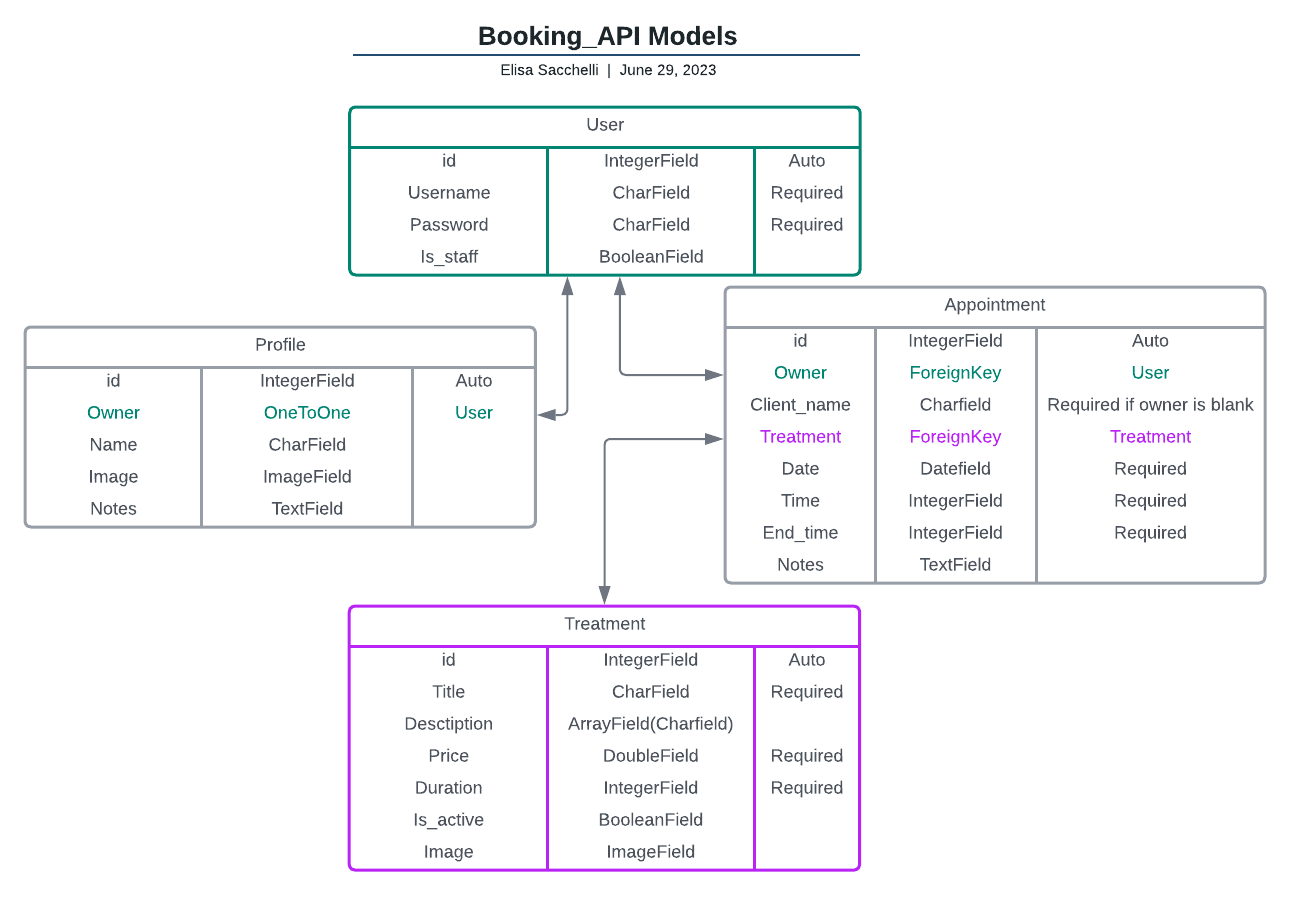 Booking_API Models
Elisa Sacchelli | June 29, 2023
User
id IntegerField Auto
Username CharField Required
Password CharField Required
Is_staff BooleanField
Profile
id IntegerField Auto
Owner OneToOne User
Name CharField
Image ImageField
Notes TextField
Appointment
id IntegerField Auto
Owner ForeignKey User
Client_name Charfield Required if owner is blank
Treatment ForeignKey Treatment
Date Datefield Required
Time IntegerField Required
End_time IntegerField Required
Notes TextField
Treatment
id IntegerField Auto
Title CharField Required
Desctiption ArrayField(Charfield)
Price DoubleField Required
Duration IntegerField Required
Is_active BooleanField
Image ImageField